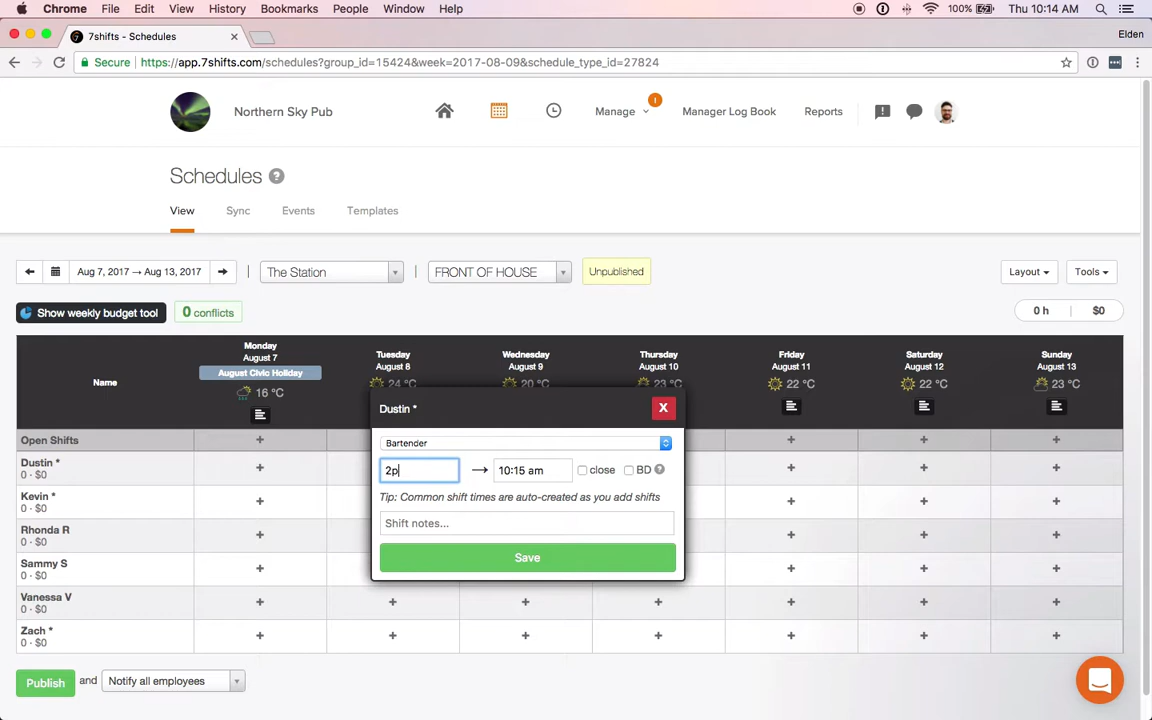 Chrome File Edit View History Bookmarks People Window Help 100% Thu 10:14 AM
7shifts - Schedules Elden
Secure https://app.7shifts.com/schedules?group_id=15424&week=2017-08-09&schedule_type_id=27824
Northern Sky Pub Manage 1 Manager Log Book Reports
Schedules ?
View Sync Events Templates
Aug 7, 2017 → Aug 13, 2017 | The Station | FRONT OF HOUSE Unpublished Layout Tools
Show weekly budget tool 0 conflicts 0 h | $0
Name
Monday
August 7
August Civic Holiday
16 °C
Tuesday
August 8
24 °C
Wednesday
August 9
20 °C
Thursday
August 10
23 °C
Friday
August 11
22 °C
Saturday
August 12
22 °C
Sunday
August 13
23 °C
Open Shifts + + + +
Dustin * + + + +
0 · $0
Kevin * + + + +
0 · $0
Rhonda R + + + +
0 · $0
Sammy S + + + +
0 · $0
Vanessa V + + + + + + +
0 · $0
Zach * + + + + + + +
0 · $0
Dustin * X
Bartender
2p → 10:15 am close BD ?
Tip: Common shift times are auto-created as you add shifts
Shift notes...
Save
Publish and Notify all employees